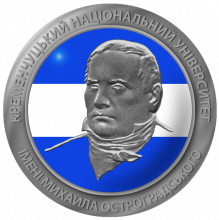 КРЕМЕНЧУЦЬКИЙ НАЦІОНАЛЬНИЙ УНІВЕРСИТЕТ
ІМЕНІ МИХАЙЛА ОСТРОГРАДСЬКОГО